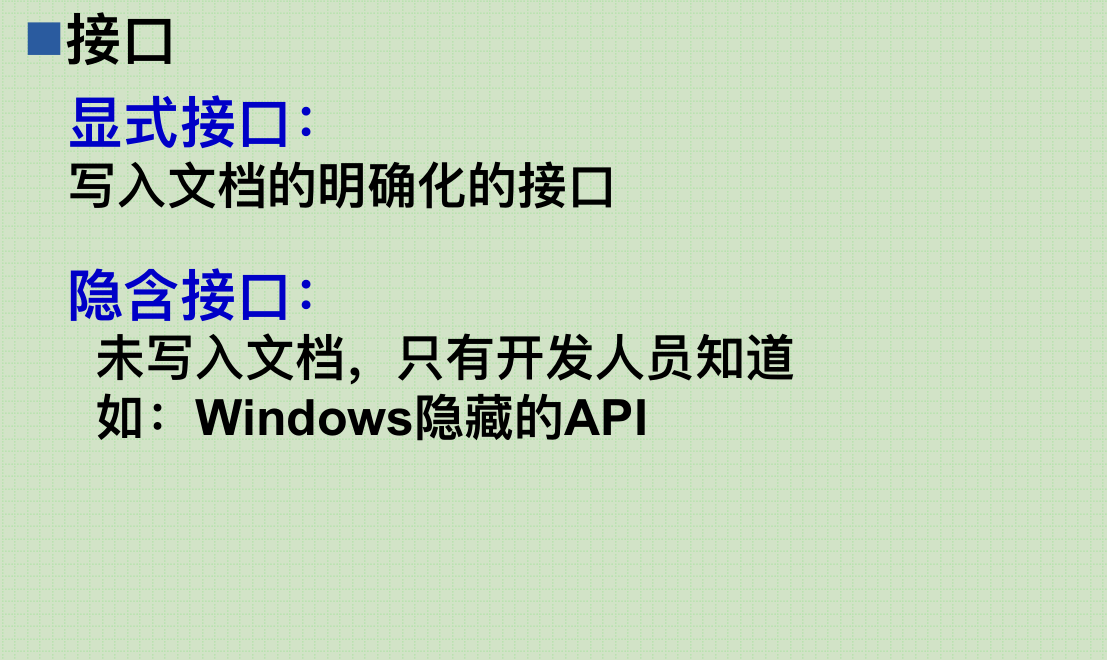 ■接口
显式接口：
写入文档的明确化的接口
隐含接口：
未写入文档，只有开发人员知道
如：Windows隐藏的API